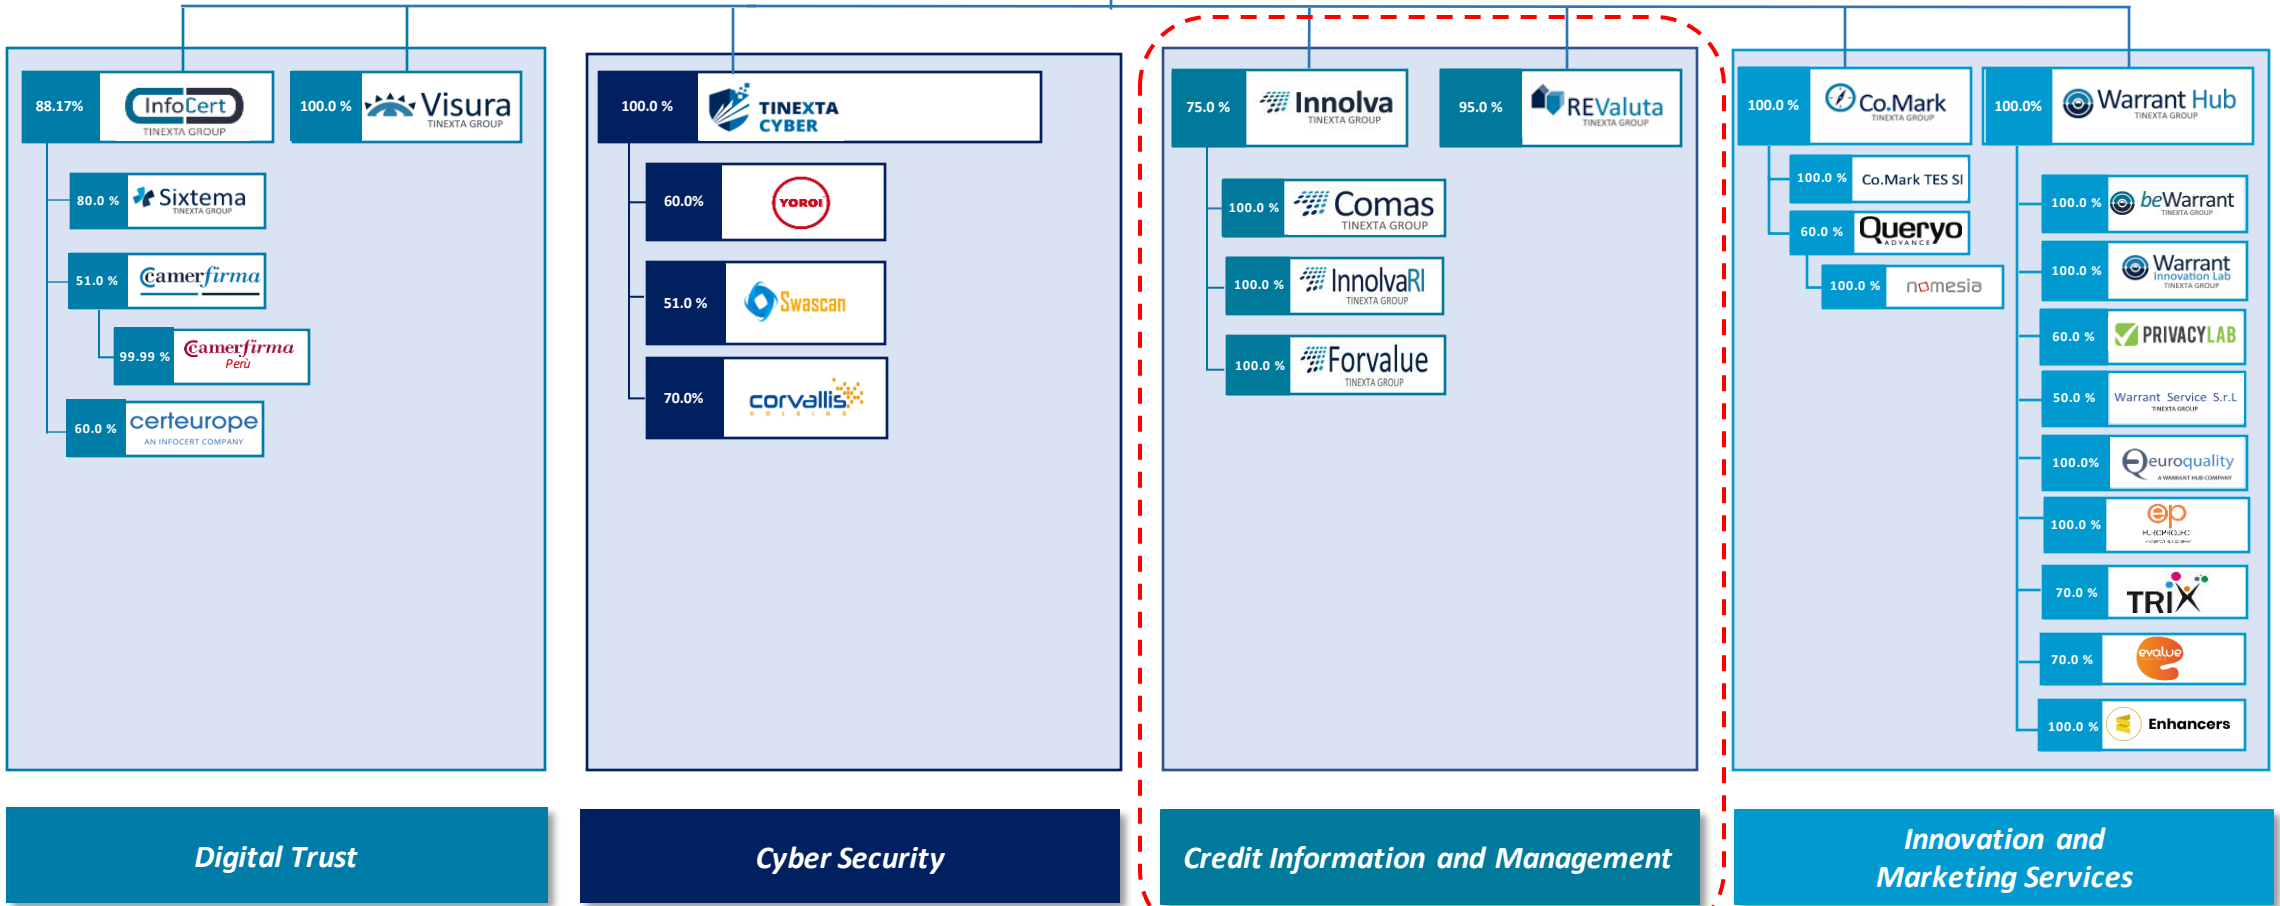 88.17%
InfoCert
TINEXTA GROUP
100.0 %
Visura
TINEXTA GROUP
80.0 %
Sixtema
TINEXTA GROUP
51.0 %
Camerfirma
99.99 %
Camerfirma
Perù
60.0 %
certeurope
AN INFOCERT COMPANY
Digital Trust
100.0 %
TINEXTA
CYBER
60.0%
YOROI
51.0 %
Swascan
70.0%
corvallis
HOLDING
Cyber Security
75.0 %
Innolva
TINEXTA GROUP
95.0 %
REValuta
TINEXTA GROUP
100.0 %
Comas
TINEXTA GROUP
100.0 %
InnolvaRI
TINEXTA GROUP
100.0 %
Forvalue
TINEXTA GROUP
Credit Information and Management
100.0 %
Co.Mark
TINEXTA GROUP
100.0 %
Co.Mark TES SI
60.0 %
Queryo
ADVANCE
100.0 %
nomesia
100.0%
Warrant Hub
TINEXTA GROUP
100.0 %
beWarrant
TINEXTA GROUP
100.0 %
Warrant
Innovation Lab
TINEXTA GROUP
60.0 %
PRIVACYLAB
50.0 %
Warrant Service S.r.L
TINEXTA GROUP
100.0%
euroquality
A WARRANT HUB COMPANY
100.0 %
ep
70.0 %
TRIX
70.0 %
evalue
100.0 %
Enhancers
Innovation and
Marketing Services